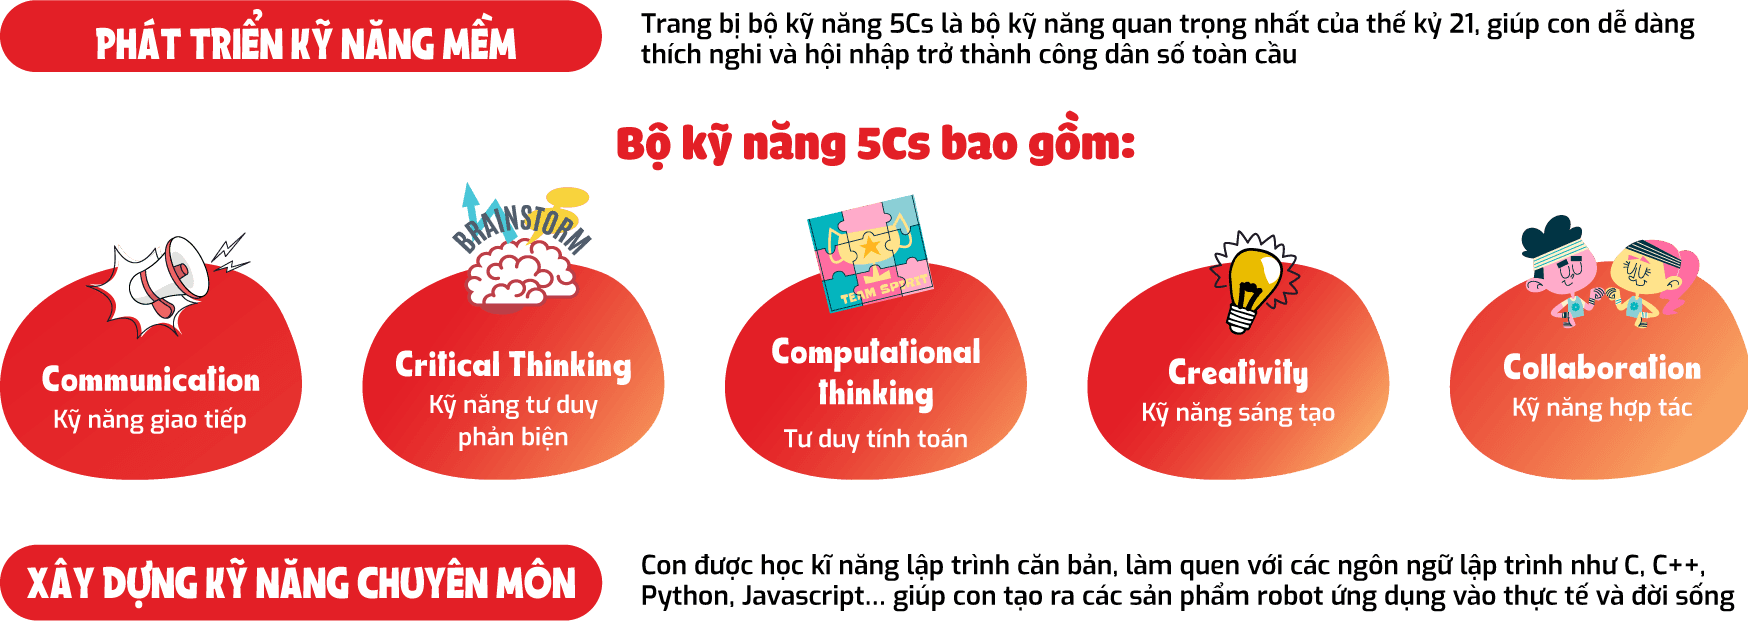 PHÁT TRIỂN KỸ NĂNG MỀM
Trang bị bộ kỹ năng 5Cs là bộ kỹ năng quan trọng nhất của thế kỷ 21, giúp con dễ dàng
thích nghi và hội nhập trở thành công dân số toàn cầu
Bộ kỹ năng 5Cs bao gồm:
Communication
Kỹ năng giao tiếp
BRAINSTORM
Critical Thinking
Kỹ năng tư duy
phản biện
TEAM SPIRIT
Computational
thinking
Tư duy tính toán
Creativity
Kỹ năng sáng tạo
Collaboration
Kỹ năng hợp tác
XÂY DỰNG KỸ NĂNG CHUYÊN MÔN
Con được học kĩ năng lập trình căn bản, làm quen với các ngôn ngữ lập trình như C, C++,
Python, Javascript... giúp con tạo ra các sản phẩm robot ứng dụng vào thực tế và đời sống